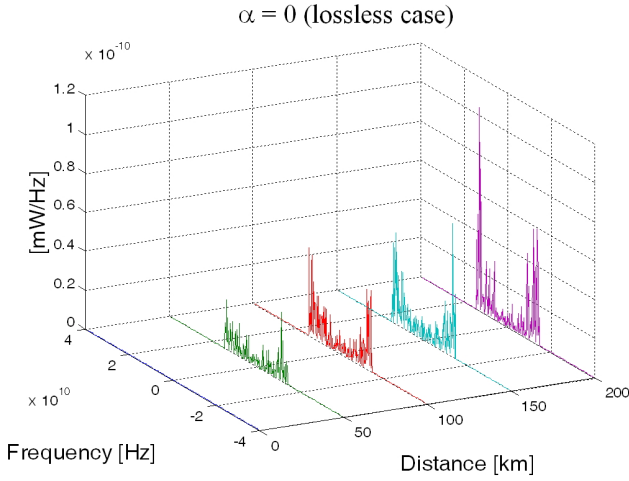 α = 0 (lossless case)
x 10⁻¹⁰
1.2
1
0.8
0.6
0.4
0.2
0
[mW/Hz]
4
2
0
-2
-4
x 10¹⁰
Frequency [Hz]
0
50
100
150
200
Distance [km]